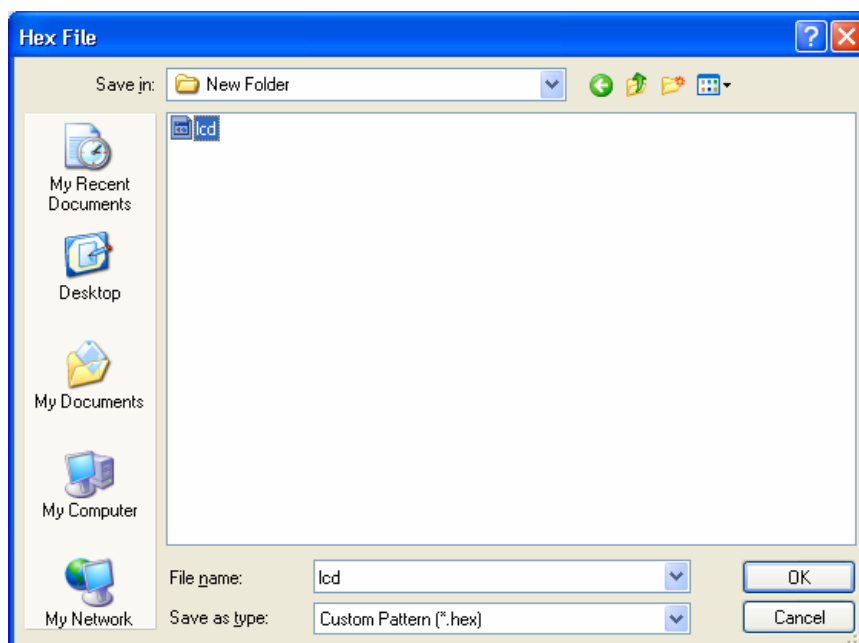 Hex File
Save in:
New Folder
lcd
My Recent
Documents
Desktop
My Documents
My Computer
My Network
File name:
lcd
OK
Save as type:
Custom Pattern (*.hex)
Cancel